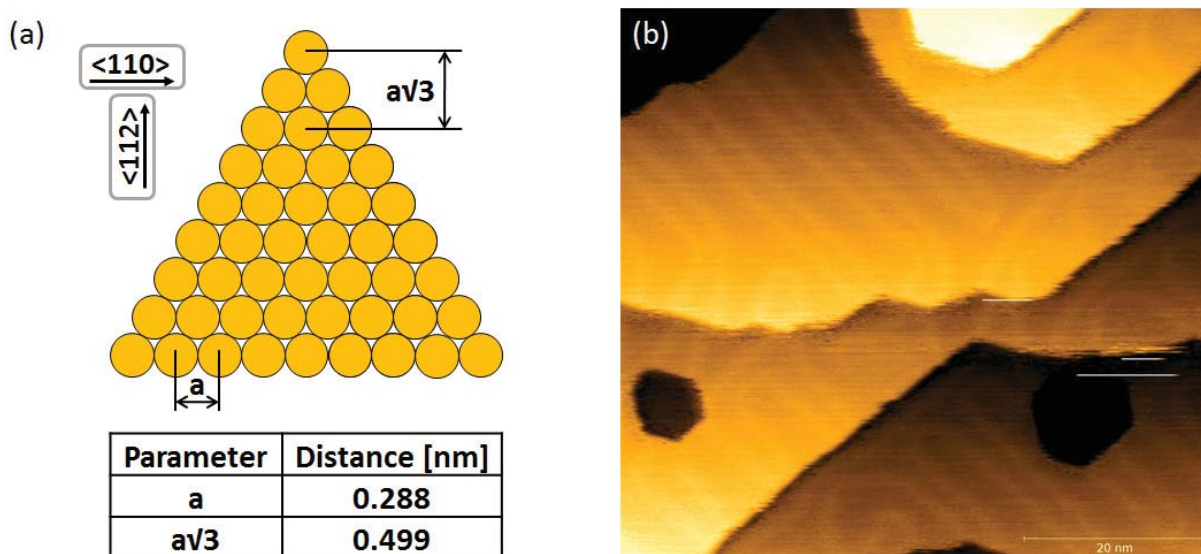 (a)
<110>
<112>
a√3
a
Parameter Distance [nm]
a 0.288
a√3 0.499
(b)
20 nm